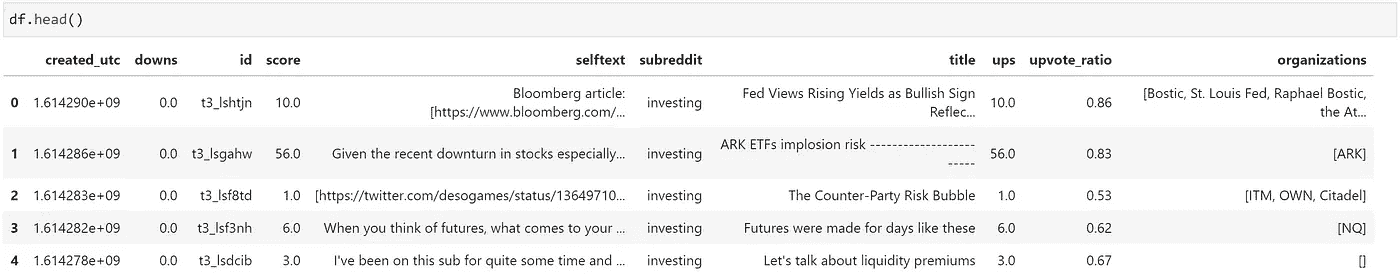 df.head()
created_utc downs id score selftext subreddit title ups upvote_ratio organizations
0 1.614290e+09 0.0 t3_lshtjn 10.0 Bloomberg article: [https://www.bloomberg.com/... investing Fed Views Rising Yields as Bullish Sign Reflec... 10.0 0.86 [Bostic, St. Louis Fed, Raphael Bostic, the At...
1 1.614286e+09 0.0 t3_lsgahw 56.0 Given the recent downturn in stocks especially... investing ARK ETFs implosion risk ---------------------- ----- 56.0 0.83 [ARK]
2 1.614283e+09 0.0 t3_lsf8td 1.0 [https://twitter.com/desogames/status/13649710... investing The Counter-Party Risk Bubble 1.0 0.53 [ITM, OWN, Citadel]
3 1.614282e+09 0.0 t3_lsf3nh 6.0 When you think of futures, what comes to your ... investing Futures were made for days like these 6.0 0.62 [NQ]
4 1.614278e+09 0.0 t3_lsdcib 3.0 I've been on this sub for quite some time and ... investing Let's talk about liquidity premiums 3.0 0.67 []